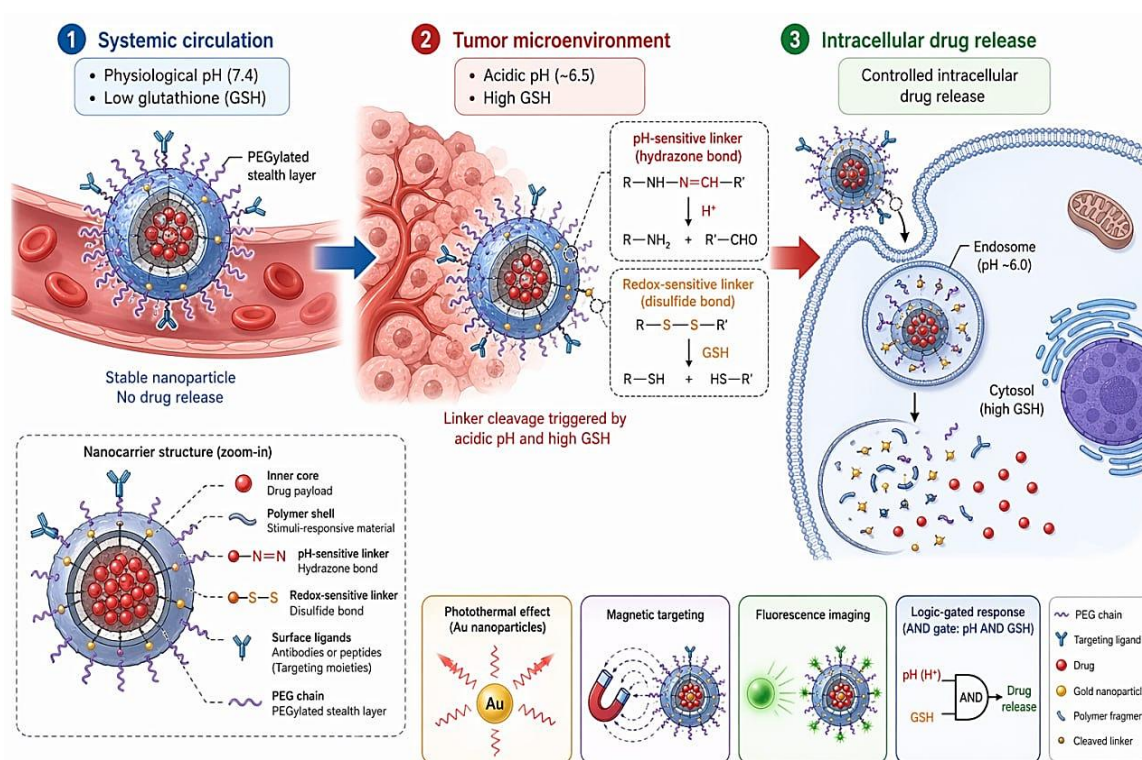 1 Systemic circulation
• Physiological pH (7.4)
• Low glutathione (GSH)
PEGylated
stealth layer
Stable nanoparticle
No drug release
2 Tumor microenvironment
• Acidic pH (~6.5)
• High GSH
pH-sensitive linker
(hydrazone bond)
R—NH—N=CH—R'
H⁺
R—NH₂ + R'—CHO
Redox-sensitive linker
(disulfide bond)
R—S—S—R'
GSH
R—SH + HS—R'
Linker cleavage triggered by
acidic pH and high GSH
3 Intracellular drug release
Controlled intracellular
drug release
Endosome
(pH ~6.0)
Cytosol
(high GSH)
Nanocarrier structure (zoom-in)
Inner core
Drug payload
Polymer shell
Stimuli-responsive material
N=N
pH-sensitive linker
Hydrazone bond
S—S
Redox-sensitive linker
Disulfide bond
Surface ligands
Antibodies or peptides
(Targeting moieties)
PEG chain
PEGylated stealth layer
Photothermal effect
(Au nanoparticles)
Au
Magnetic targeting
Fluorescence imaging
Logic-gated response
(AND gate: pH AND GSH)
pH (H⁺)
AND
Drug
release
GSH
PEG chain
Targeting ligand
Drug
Gold nanoparticl
Polymer fragmen
Cleaved linker